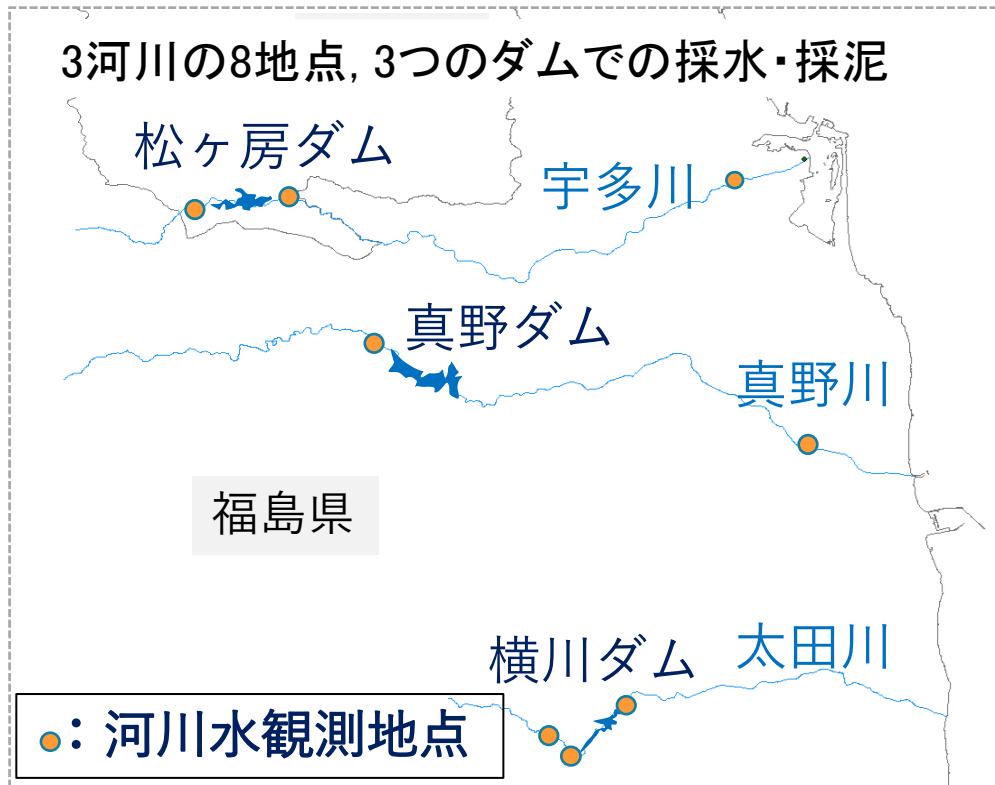 3河川の8地点, 3つのダムでの採水・採泥
松ヶ房ダム
宇多川
真野ダム
真野川
福島県
横川ダム
太田川
：河川水観測地点